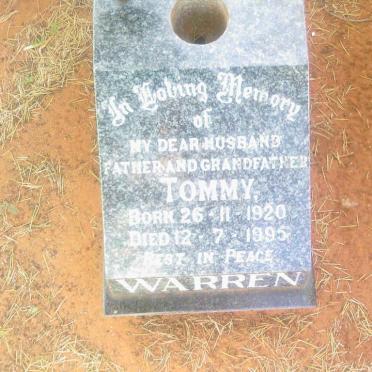 In Loving Memory
of
MY DEAR HUSBAND
FATHER AND GRANDFATHER
TOMMY,
BORN 26-11-1920
DIED 12-7-1995
REST IN PEACE
WARREN